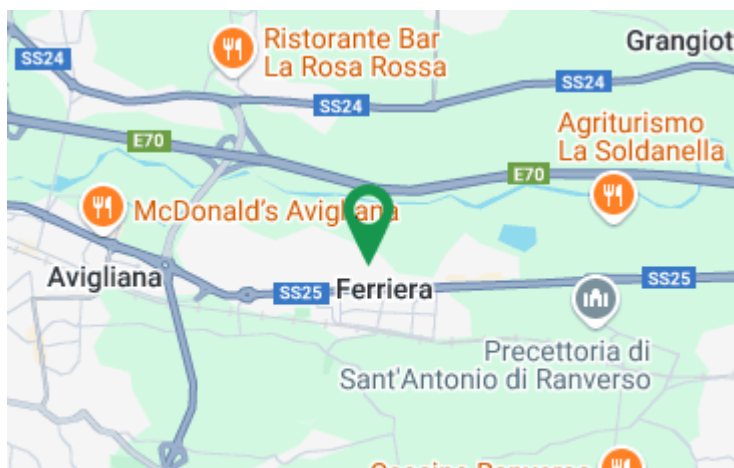 Ristorante Bar
La Rosa Rossa
Grangiot
SS24
SS24
SS24
E70
Agriturismo
La Soldanella
E70
McDonald's Avigliana
Avigliana
SS25
Ferriera
SS25
Precettoria di
Sant'Antonio di Ranverso